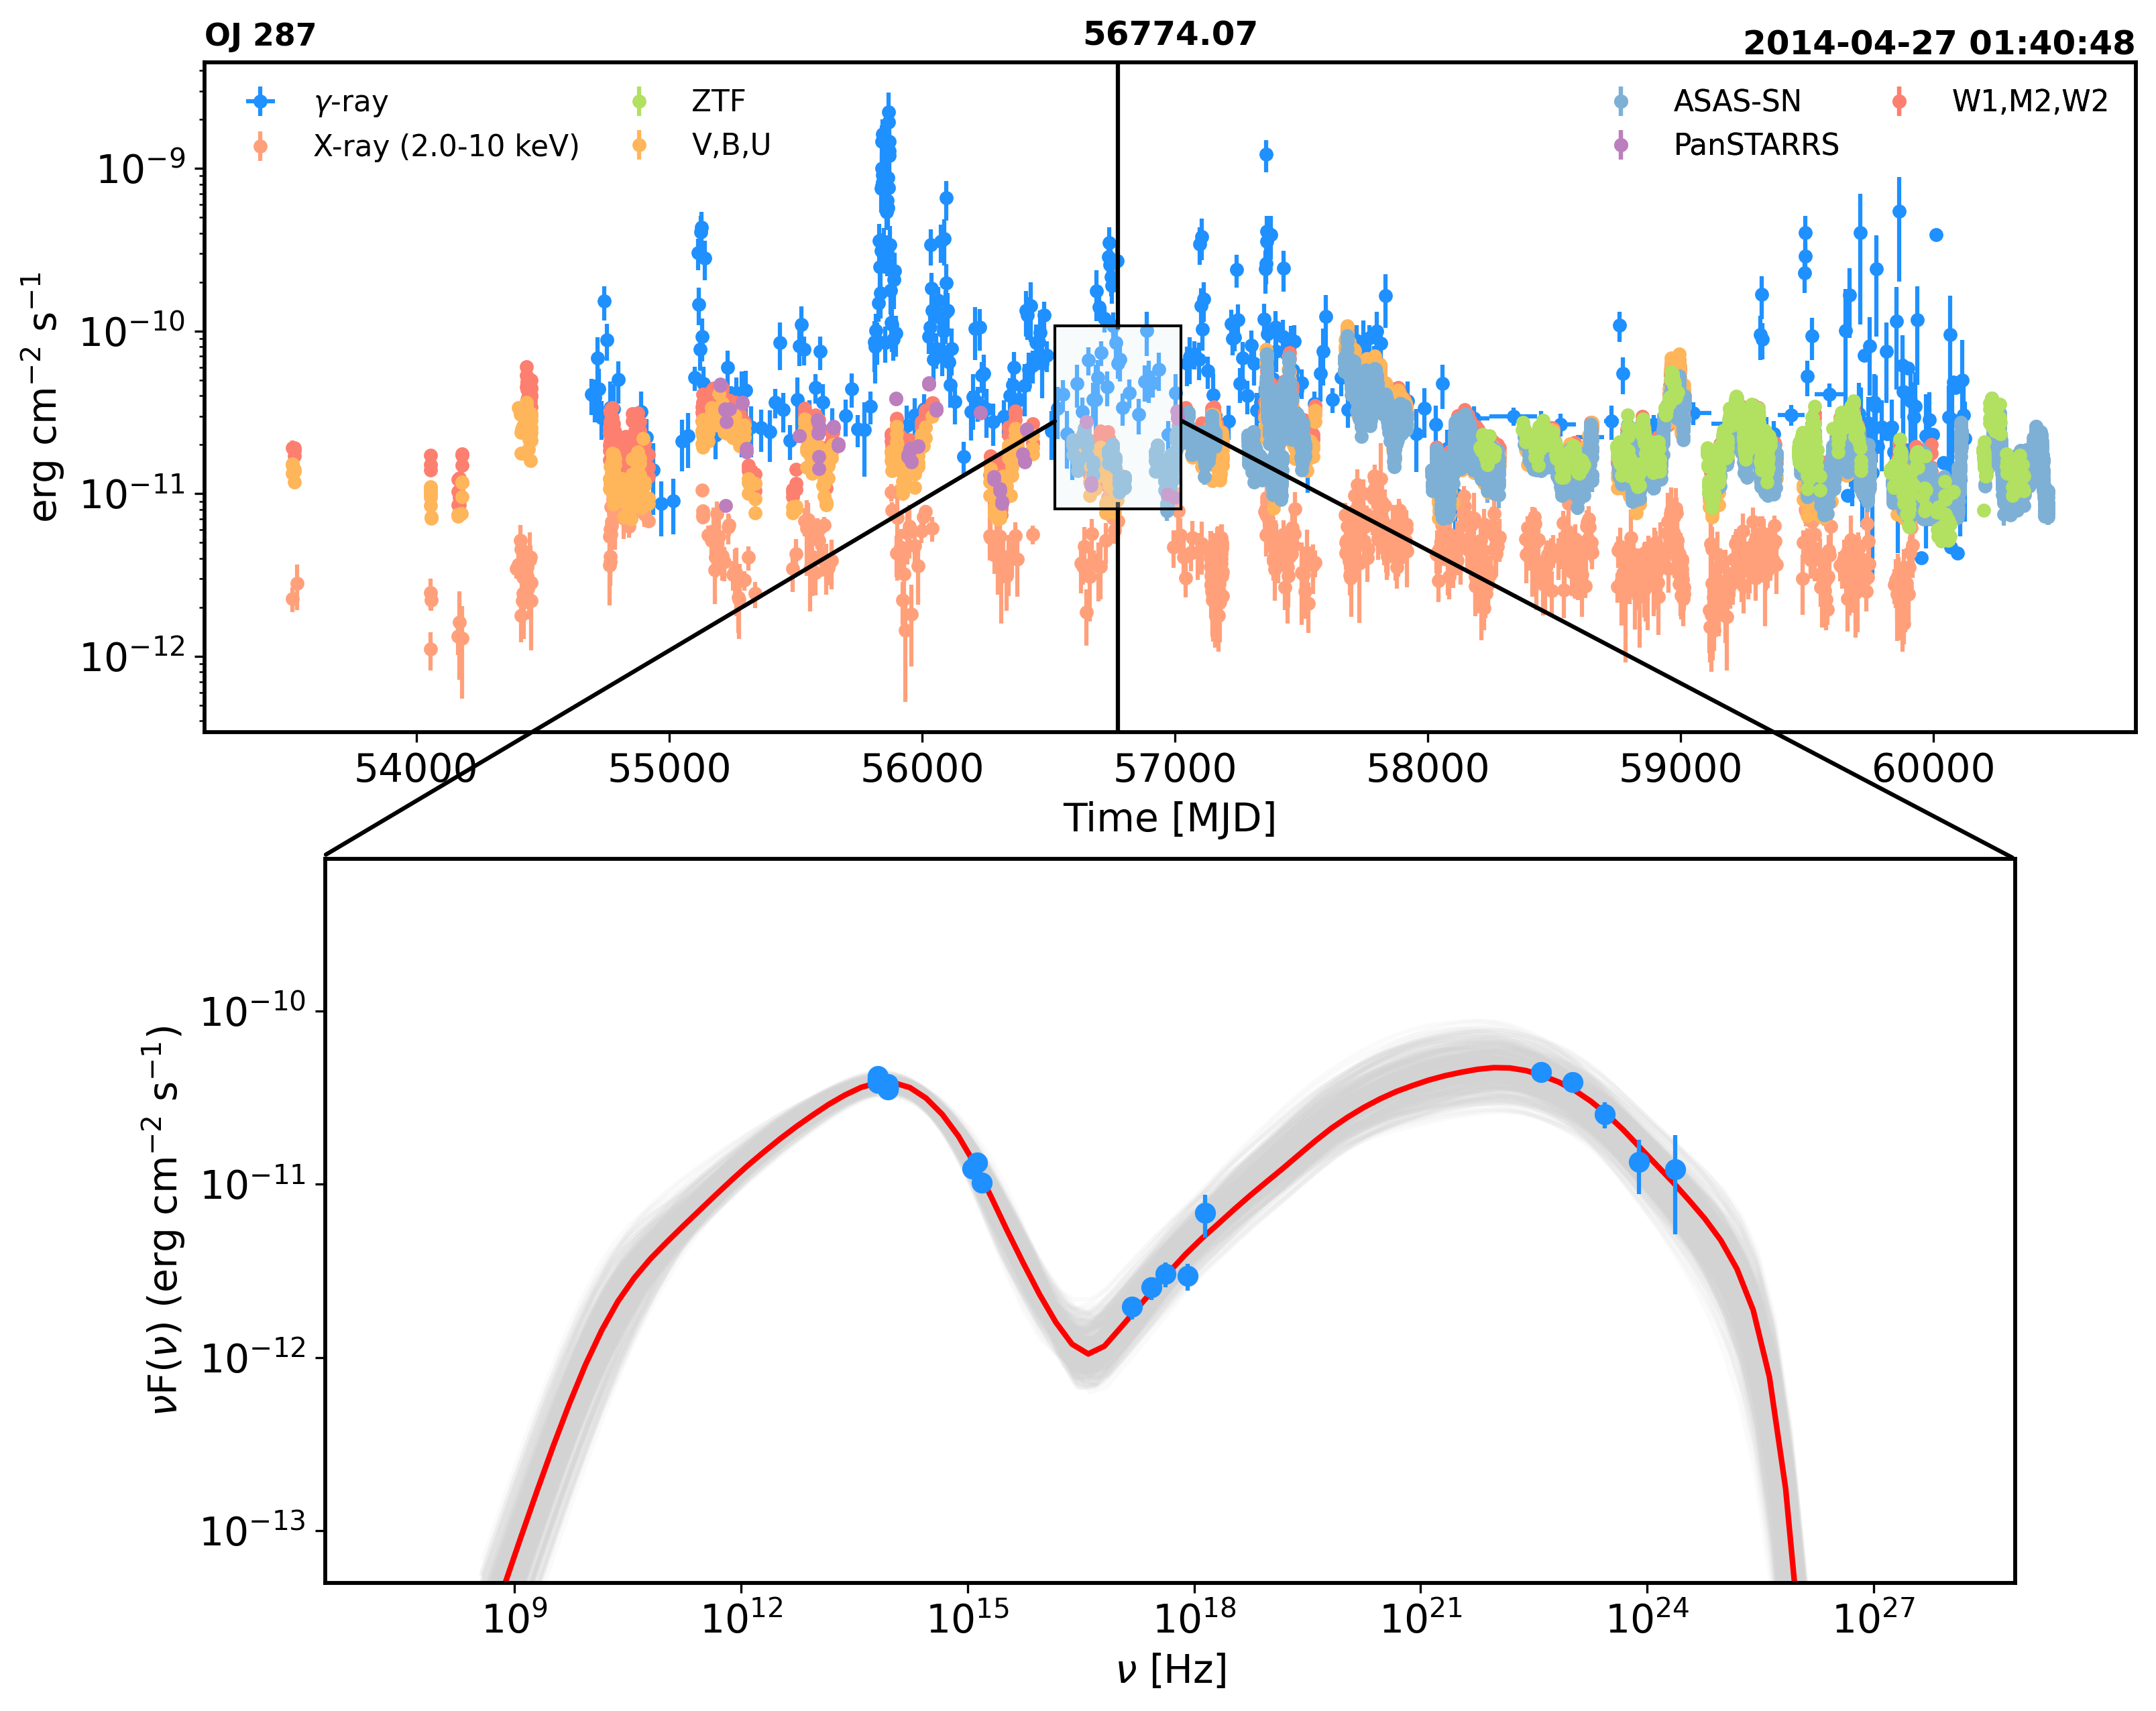 OJ 287 56774.07 2014-04-27 01:40:48
γ-ray ZTF ASAS-SN W1,M2,W2
X-ray (2.0-10 keV) V,B,U PanSTARRS
erg cm⁻² s⁻¹
10⁻⁹
10⁻¹⁰
10⁻¹¹
10⁻¹²
54000 55000 56000 57000 58000 59000 60000
Time [MJD]
νF(ν) (erg cm⁻² s⁻¹)
10⁻¹⁰
10⁻¹¹
10⁻¹²
10⁻¹³
10⁹ 10¹² 10¹⁵ 10¹⁸ 10²¹ 10²⁴ 10²⁷
ν [Hz]